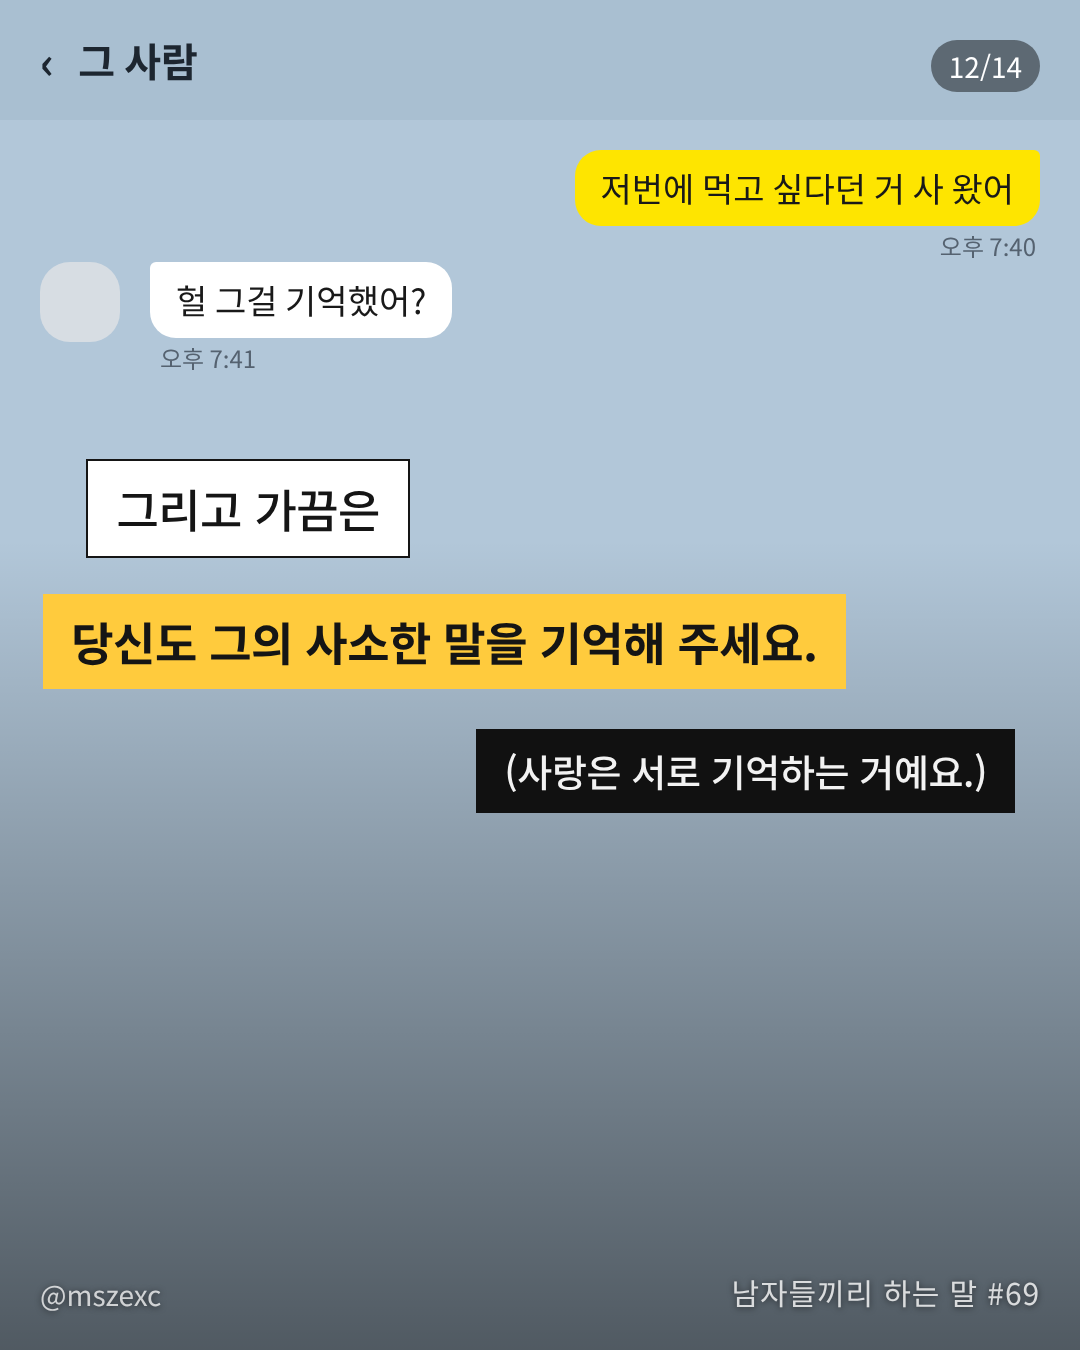 ‹ 그 사람
12/14
저번에 먹고 싶다던 거 사 왔어
오후 7:40
헐 그걸 기억했어?
오후 7:41
그리고 가끔은
당신도 그의 사소한 말을 기억해 주세요.
(사랑은 서로 기억하는 거예요.)
@mszexc
남자들끼리 하는 말 #69